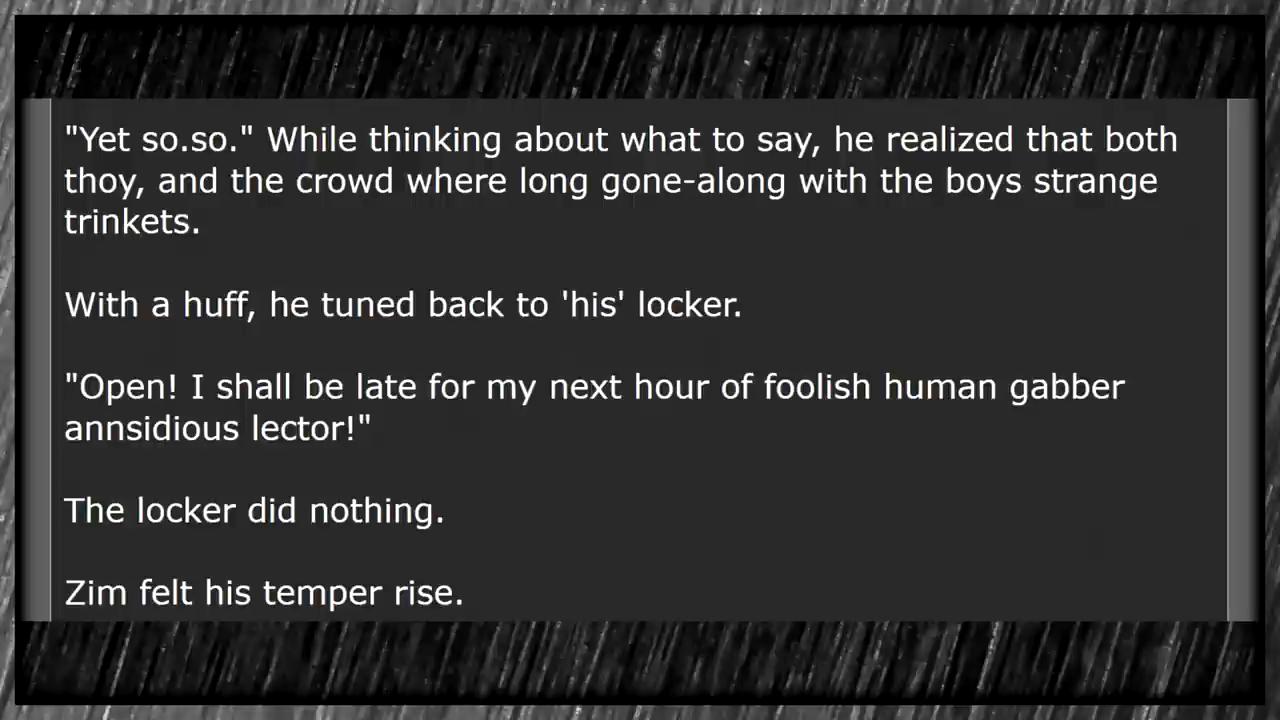 "Yet so.so." While thinking about what to say, he realized that both
thoy, and the crowd where long gone-along with the boys strange
trinkets.
With a huff, he tuned back to 'his' locker.
"Open! I shall be late for my next hour of foolish human gabber
annsidious lector!"
The locker did nothing.
Zim felt his temper rise.